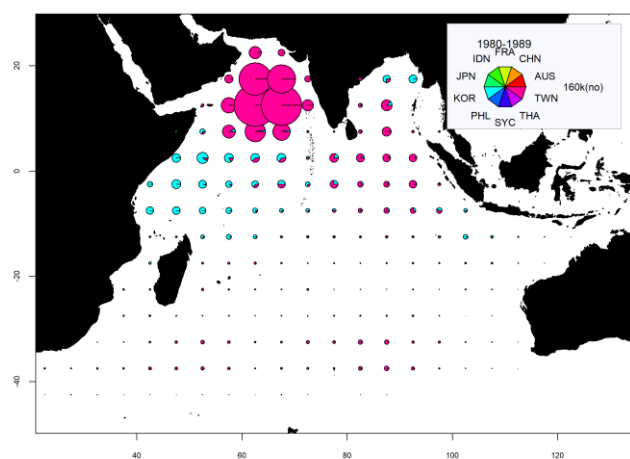 1980-1989
FRA
IDN CHN
JPN AUS
KOR TWN 160k(no)
PHL THA
SYC
20
0
-20
-40
40 60 80 100 120